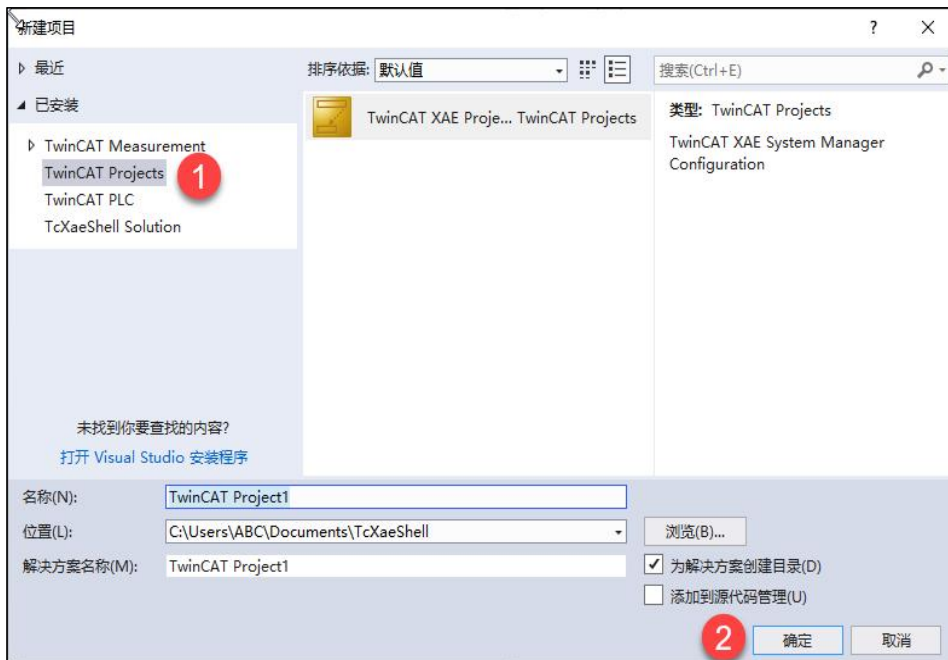 新建项目
? ×
▷ 最近
排序依据: 默认值
搜索(Ctrl+E)
◢ 已安装
▷ TwinCAT Measurement
TwinCAT Projects
1
TwinCAT PLC
TcXaeShell Solution
TwinCAT XAE Proje... TwinCAT Projects
类型: TwinCAT Projects
TwinCAT XAE System Manager
Configuration
未找到你要查找的内容?
打开 Visual Studio 安装程序
名称(N): TwinCAT Project1
位置(L): C:\Users\ABC\Documents\TcXaeShell 浏览(B)...
解决方案名称(M): TwinCAT Project1
为解决方案创建目录(D)
添加到源代码管理(U)
2
确定 取消